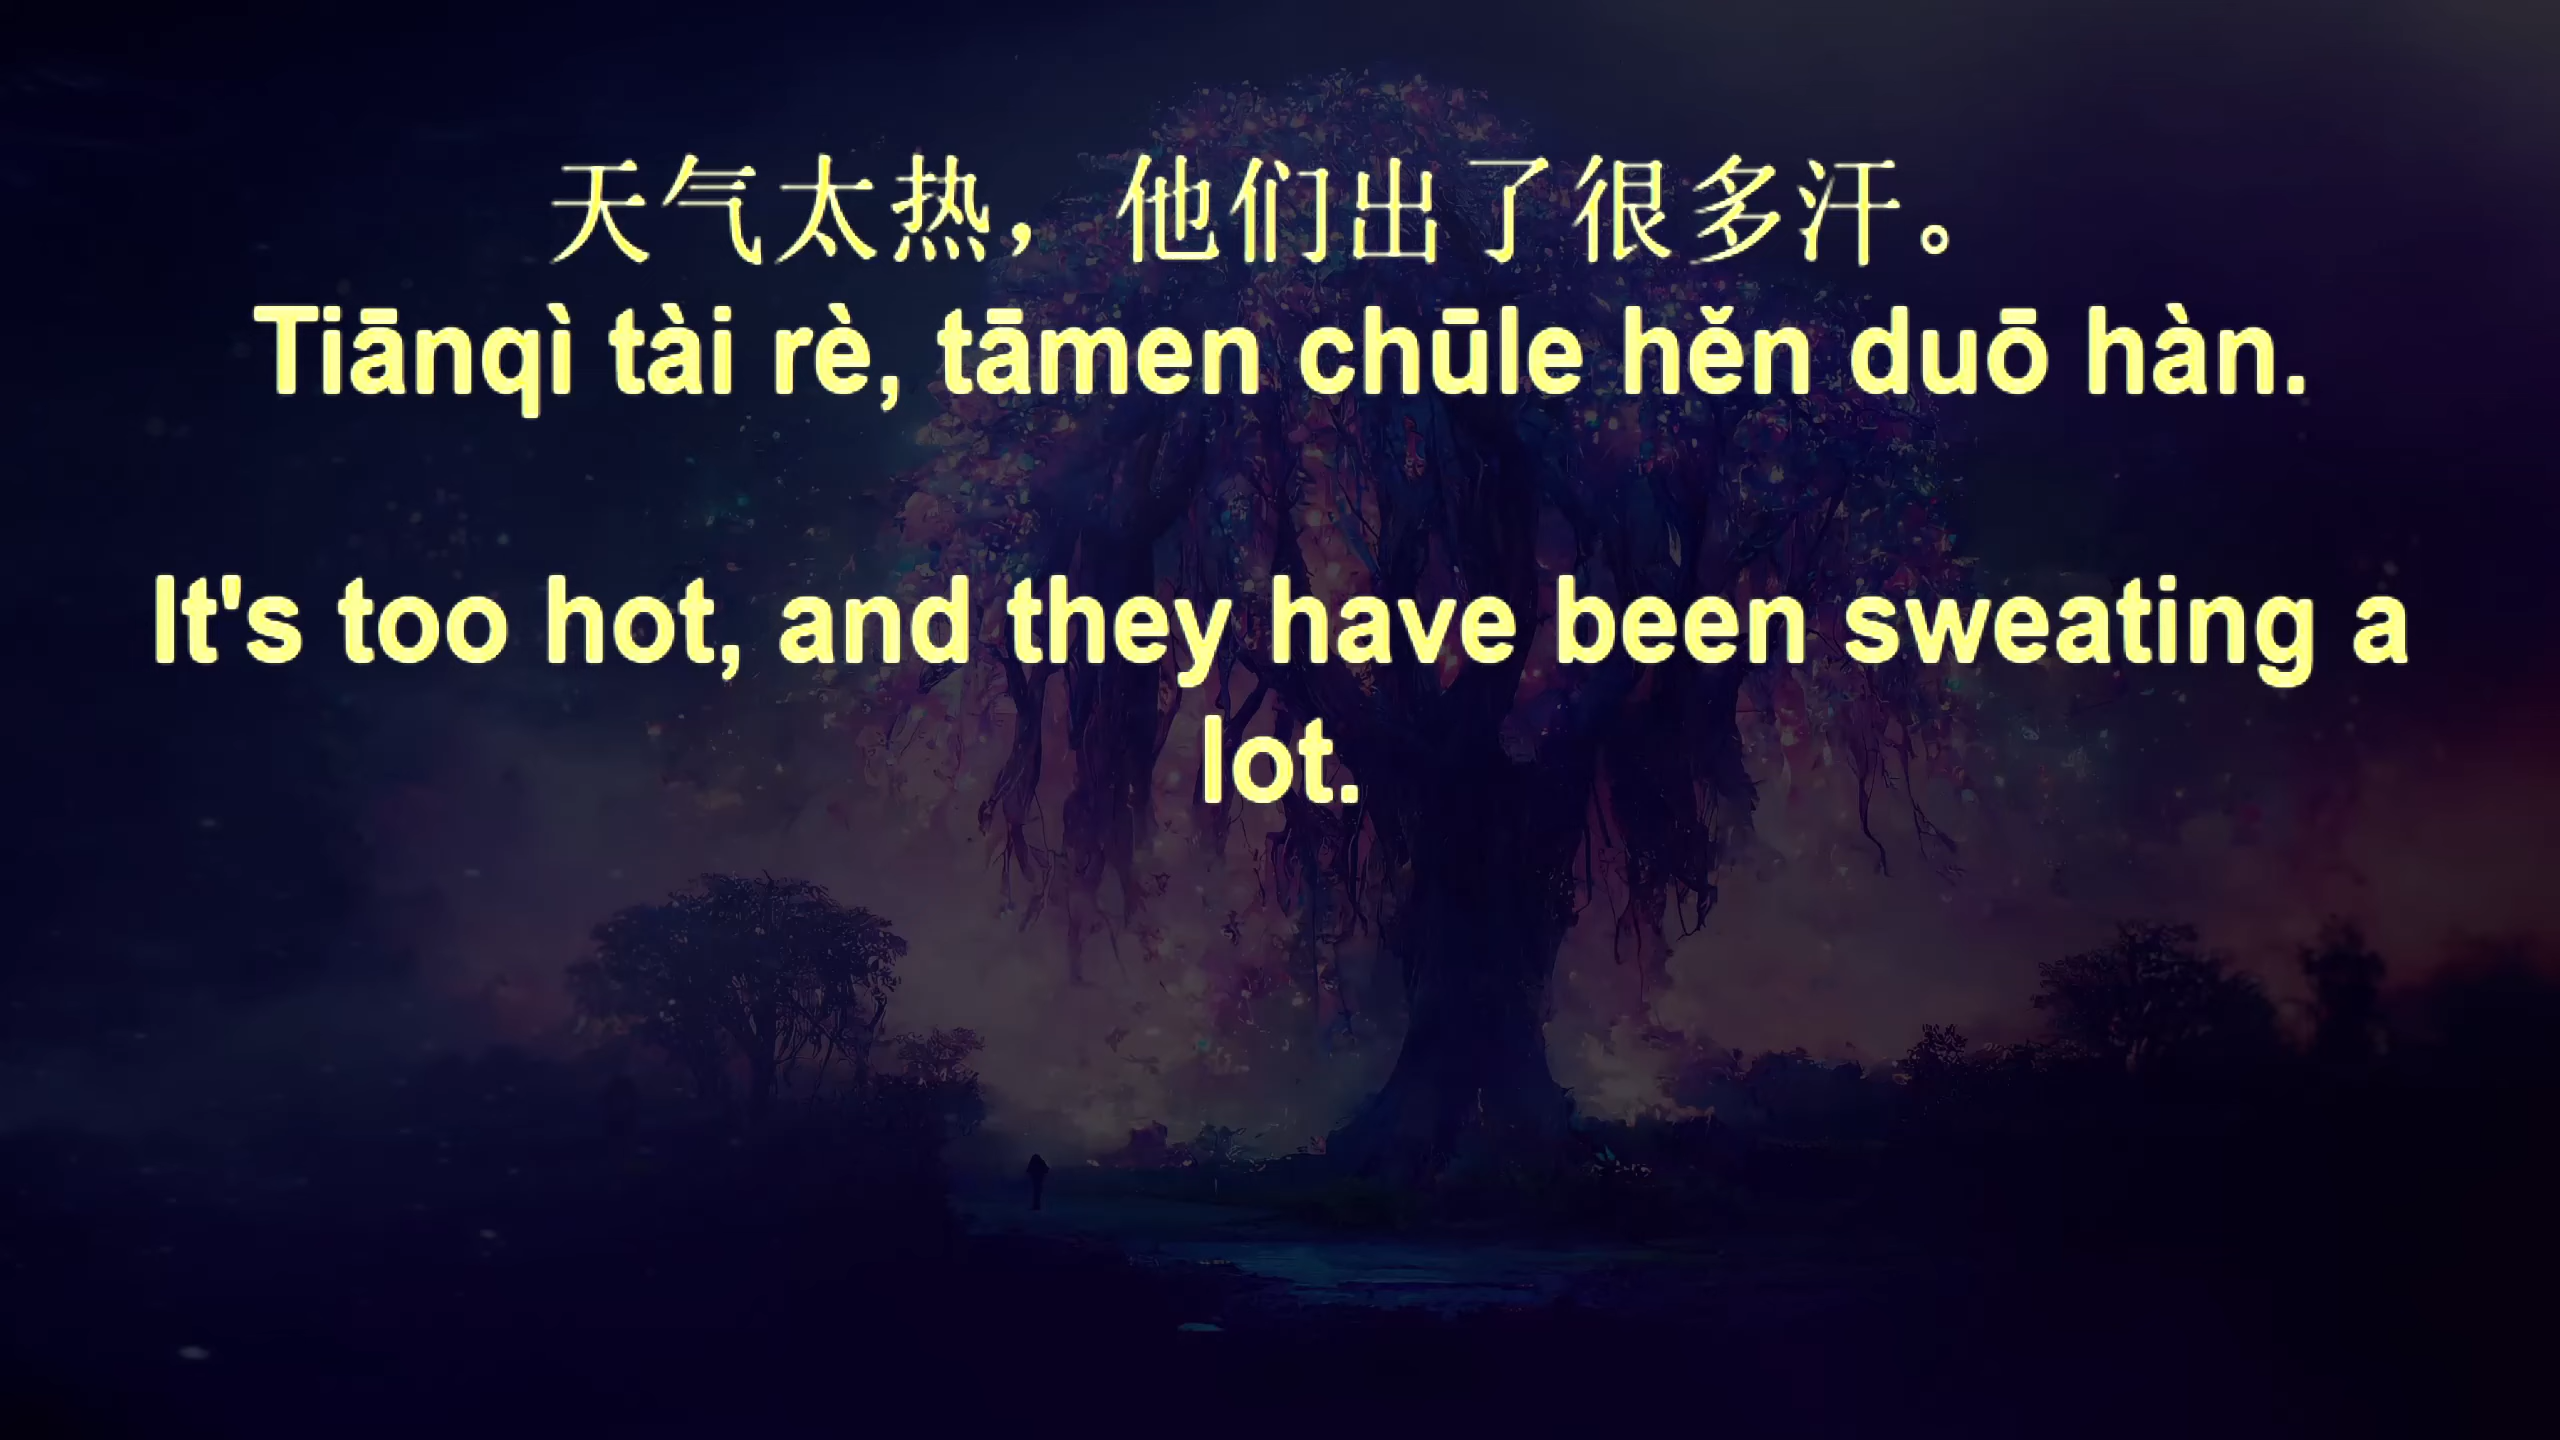 天气太热，他们出了很多汗。
Tiānqì tài rè, tāmen chūle hěn duō hàn.
It's too hot, and they have been sweating a
lot.